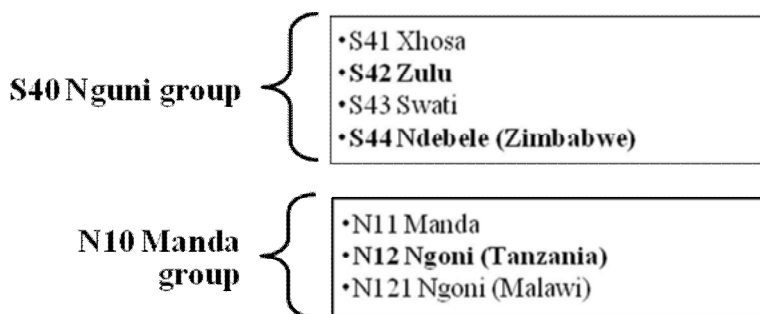 S40 Nguni group
•S41 Xhosa
•S42 Zulu
•S43 Swati
•S44 Ndebele (Zimbabwe)
N10 Manda
group
•N11 Manda
•N12 Ngoni (Tanzania)
•N121 Ngoni (Malawi)